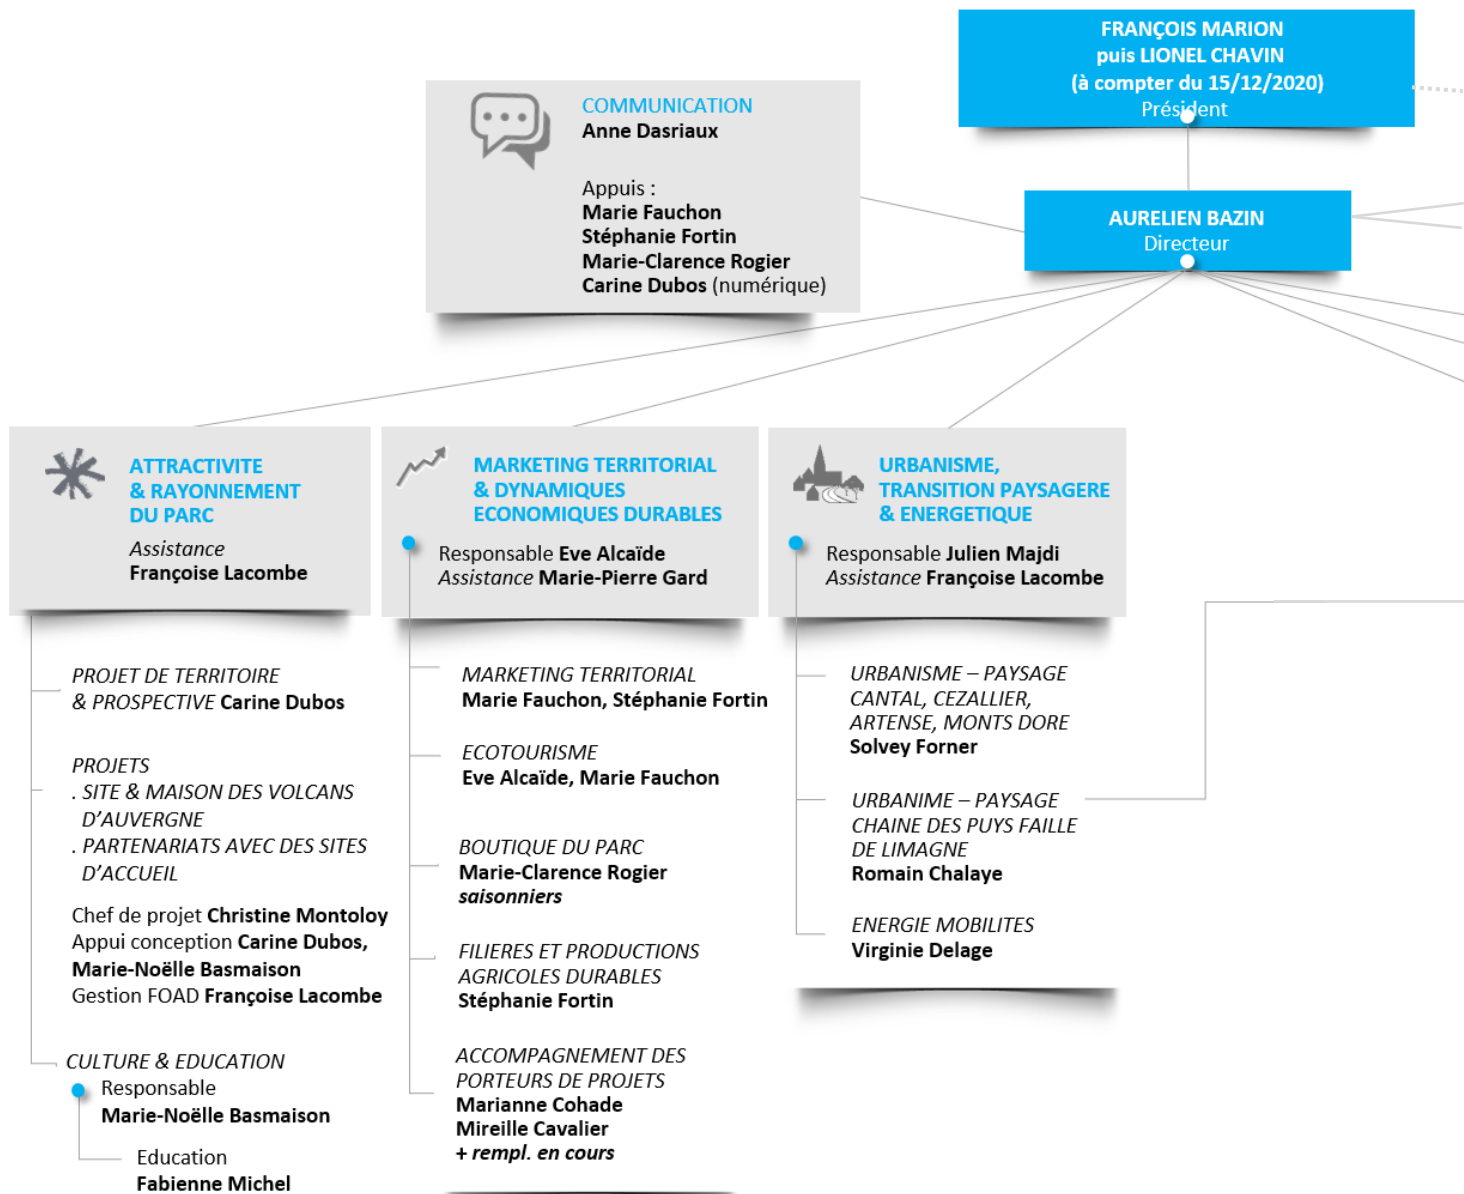 FRANÇOIS MARION
puis LIONEL CHAVIN
(à compter du 15/12/2020)
Président
COMMUNICATION
Anne Dasriaux
Appuis :
Marie Fauchon
Stéphanie Fortin
Marie-Clarence Rogier
Carine Dubos (numérique)
AURELIEN BAZIN
Directeur
ATTRACTIVITE
& RAYONNEMENT
DU PARC
Assistance
Françoise Lacombe
PROJET DE TERRITOIRE
& PROSPECTIVE Carine Dubos
PROJETS
. SITE & MAISON DES VOLCANS
D’AUVERGNE
. PARTENARIATS AVEC DES SITES
D’ACCUEIL
Chef de projet Christine Montoloy
Appui conception Carine Dubos,
Marie-Noëlle Basmaison
Gestion FOAD Françoise Lacombe
CULTURE & EDUCATION
Responsable
Marie-Noëlle Basmaison
Education
Fabienne Michel
MARKETING TERRITORIAL
& DYNAMIQUES
ECONOMIQUES DURABLES
Responsable Eve Alcaïde
Assistance Marie-Pierre Gard
MARKETING TERRITORIAL
Marie Fauchon, Stéphanie Fortin
ECOTOURISME
Eve Alcaïde, Marie Fauchon
BOUTIQUE DU PARC
Marie-Clarence Rogier
saisonniers
FILIERES ET PRODUCTIONS
AGRICOLES DURABLES
Stéphanie Fortin
ACCOMPAGNEMENT DES
PORTEURS DE PROJETS
Marianne Cohade
Mireille Cavalier
+ rempl. en cours
URBANISME,
TRANSITION PAYSAGERE
& ENERGETIQUE
Responsable Julien Majdi
Assistance Françoise Lacombe
URBANISME – PAYSAGE
CANTAL, CEZALLIER,
ARTENSE, MONTS DORE
Solvey Forner
URBANIME – PAYSAGE
CHAINE DES PUYS FAILLE
DE LIMAGNE
Romain Chalaye
ENERGIE MOBILITES
Virginie Delage